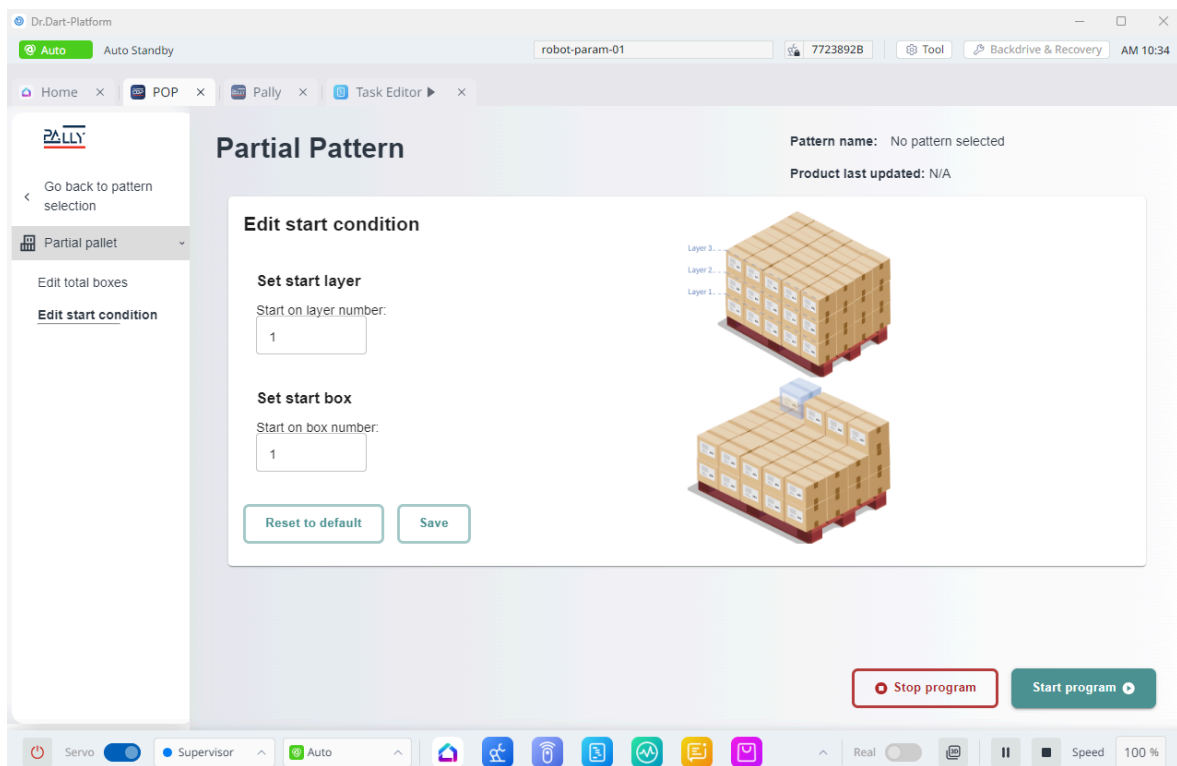 Dr.Dart-Platform
Auto
Auto Standby
robot-param-01
7723892B
Tool
Backdrive & Recovery
AM 10:34
Home
POP
Pally
Task Editor
PALLY
Go back to pattern
selection
Partial pallet
Edit total boxes
Edit start condition
Partial Pattern
Pattern name: No pattern selected
Product last updated: N/A
Edit start condition
Set start layer
Start on layer number:
1
Set start box
Start on box number:
1
Reset to default
Save
Layer 3
Layer 2
Layer 1
Stop program
Start program
Servo
Supervisor
Auto
Real
3D
Speed
100 %